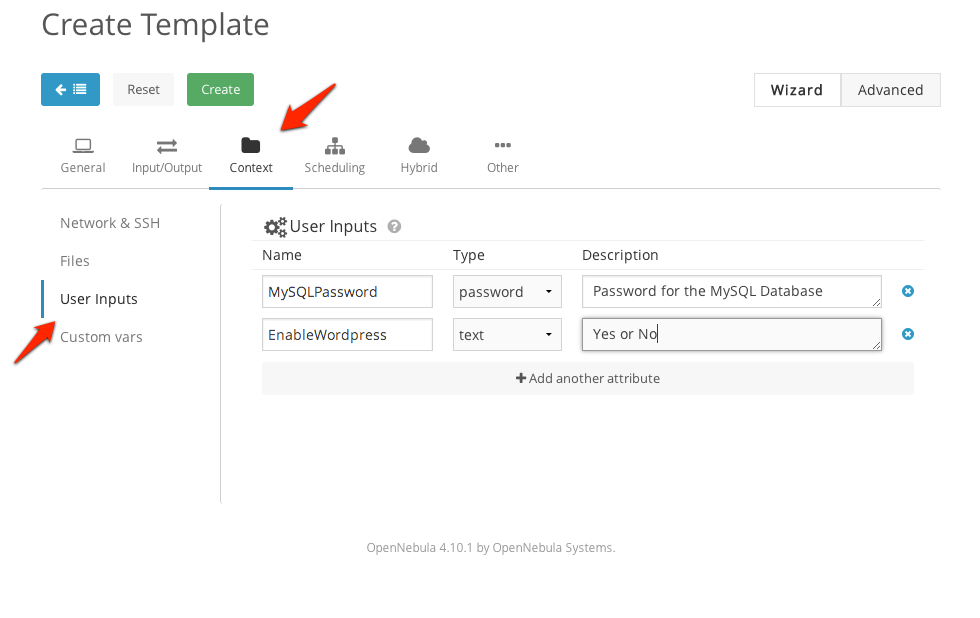 Create Template
Reset
Create
Wizard
Advanced
General
Input/Output
Context
Scheduling
Hybrid
Other
Network & SSH
Files
User Inputs
Custom vars
User Inputs ?
Name Type Description
MySQLPassword password Password for the MySQL Database
EnableWordpress text Yes or No
+ Add another attribute
OpenNebula 4.10.1 by OpenNebula Systems.